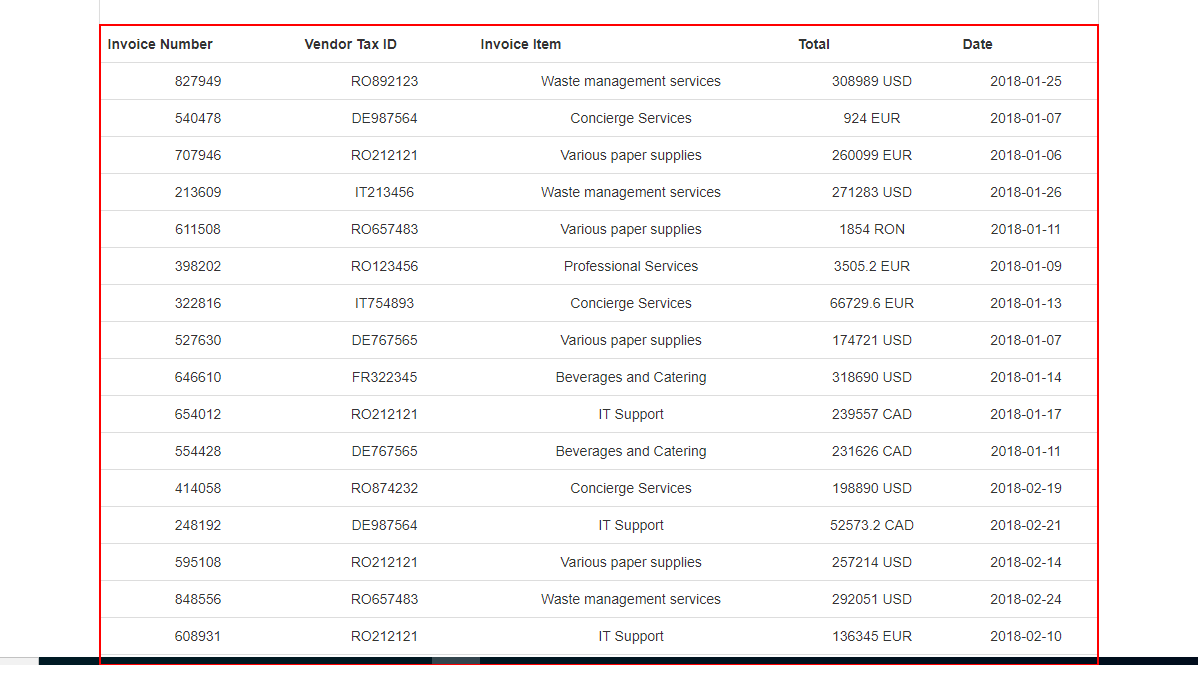 Invoice Number Vendor Tax ID Invoice Item Total Date
827949 RO892123 Waste management services 308989 USD 2018-01-25
540478 DE987564 Concierge Services 924 EUR 2018-01-07
707946 RO212121 Various paper supplies 260099 EUR 2018-01-06
213609 IT213456 Waste management services 271283 USD 2018-01-26
611508 RO657483 Various paper supplies 1854 RON 2018-01-11
398202 RO123456 Professional Services 3505.2 EUR 2018-01-09
322816 IT754893 Concierge Services 66729.6 EUR 2018-01-13
527630 DE767565 Various paper supplies 174721 USD 2018-01-07
646610 FR322345 Beverages and Catering 318690 USD 2018-01-14
654012 RO212121 IT Support 239557 CAD 2018-01-17
554428 DE767565 Beverages and Catering 231626 CAD 2018-01-11
414058 RO874232 Concierge Services 198890 USD 2018-02-19
248192 DE987564 IT Support 52573.2 CAD 2018-02-21
595108 RO212121 Various paper supplies 257214 USD 2018-02-14
848556 RO657483 Waste management services 292051 USD 2018-02-24
608931 RO212121 IT Support 136345 EUR 2018-02-10